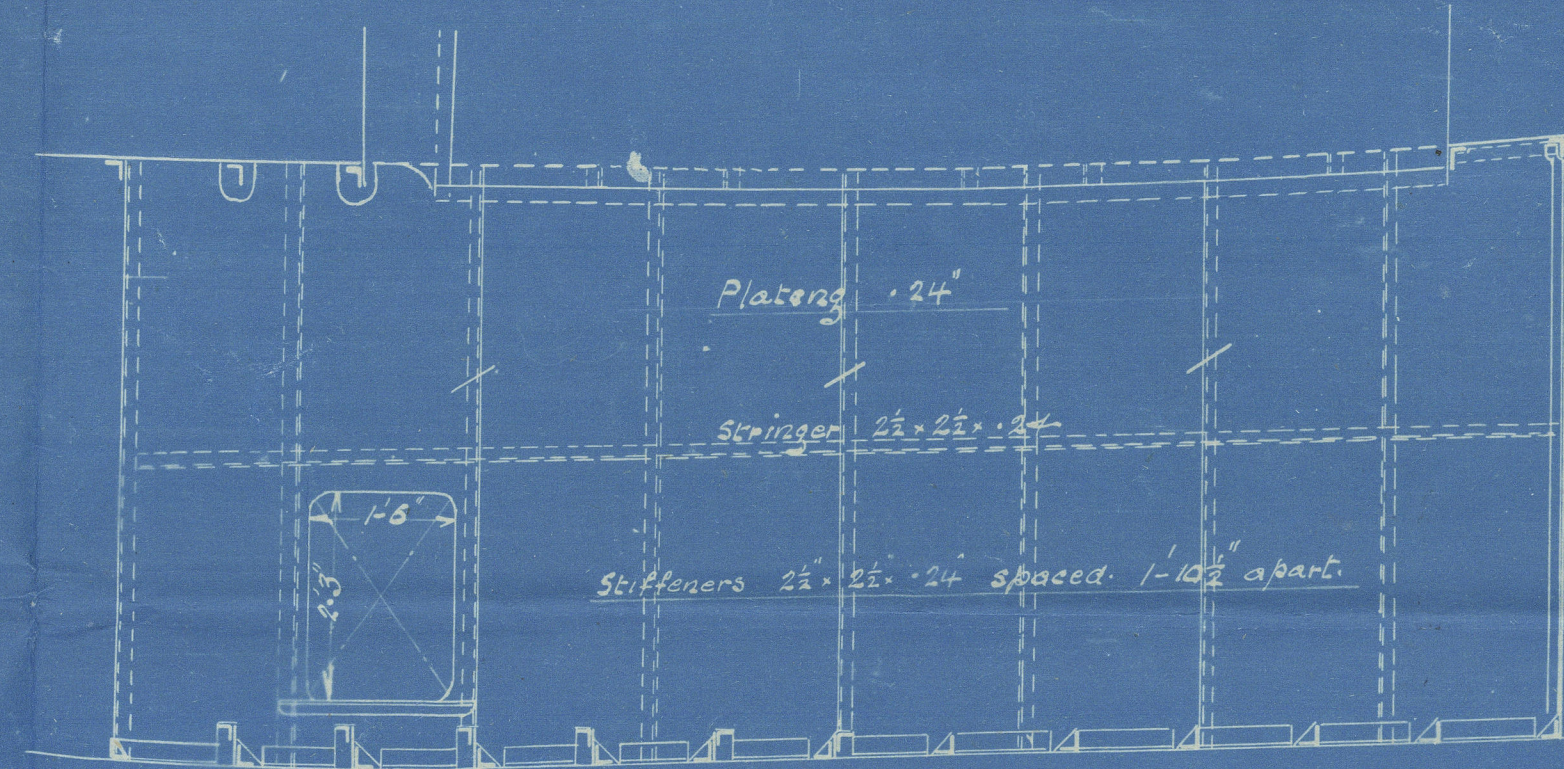 Plateng .24"
Stringer 2½ × 2½ × .24
1'-6"
2'.3"
Stiffeners 2½" × 2½" × .24" spaced. 1'-10½" apart.